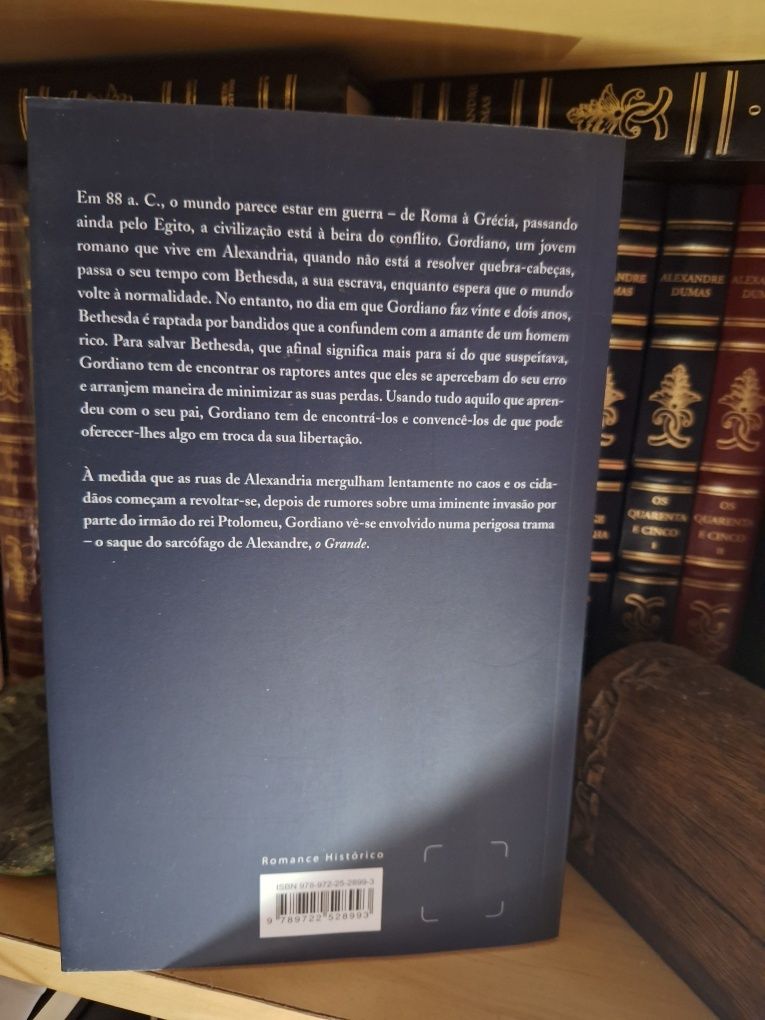 ALEXANDRE
DUMAS
O
Em 88 a. C., o mundo parece estar em guerra – de Roma à Grécia, passando
ainda pelo Egito, a civilização está à beira do conflito. Gordiano, um jovem
romano que vive em Alexandria, quando não está a resolver quebra-cabeças,
passa o seu tempo com Bethesda, a sua escrava, enquanto espera que o mundo
volte à normalidade. No entanto, no dia em que Gordiano faz vinte e dois anos,
Bethesda é raptada por bandidos que a confundem com a amante de um homem
rico. Para salvar Bethesda, que afinal significa mais para si do que suspeitava,
Gordiano tem de encontrar os raptores antes que eles se apercebam do seu erro
e arranjem maneira de minimizar as suas perdas. Usando tudo aquilo que apren-
deu com o seu pai, Gordiano tem de encontrá-los e convencê-los de que pode
oferecer-lhes algo em troca da sua libertação.
À medida que as ruas de Alexandria mergulham lentamente no caos e os cida-
dãos começam a revoltar-se, depois de rumores sobre uma iminente invasão por
parte do irmão do rei Ptolomeu, Gordiano vê-se envolvido numa perigosa trama
– o saque do sarcófago de Alexandre, o Grande.
Romance Histórico
ISBN 978-972-25-2899-3
9 789722 528993
ANDRE
DUMAS
ALEXANDRE
DUMAS
OS
QUARENTA
E CINCO
I
ALEXA
DUM
OS
QUARENTA
E CINCO
II